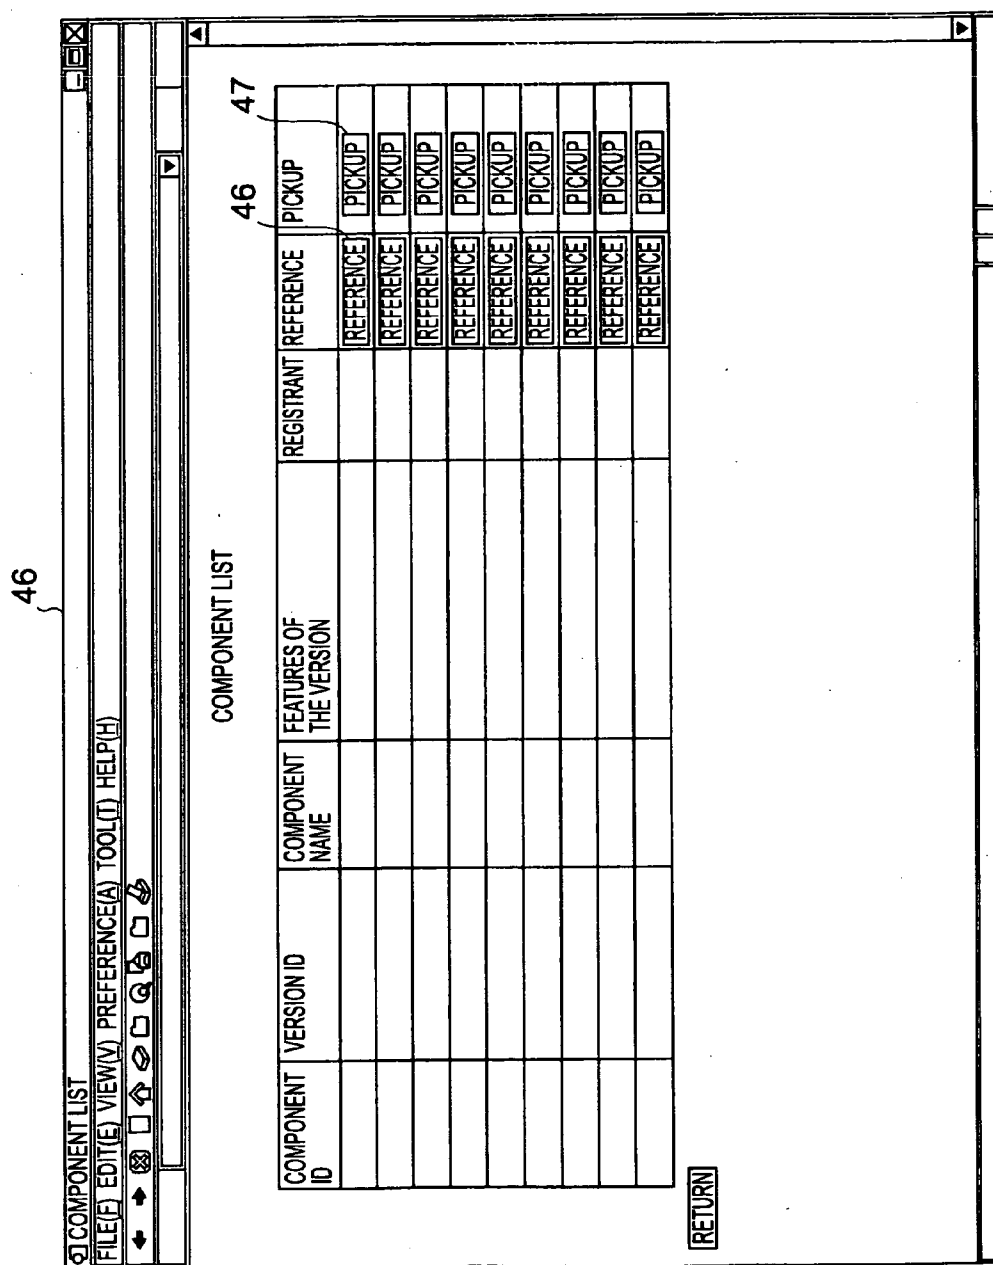 46
COMPONENT LIST
FILE(F) EDIT(E) VIEW(V) PREFERENCE(A) TOOL(T) HELP(H)
COMPONENT LIST
46
47
COMPONENT ID VERSION ID COMPONENT NAME FEATURES OF THE VERSION REGISTRANT REFERENCE PICKUP
REFERENCE PICKUP
REFERENCE PICKUP
REFERENCE PICKUP
REFERENCE PICKUP
REFERENCE PICKUP
REFERENCE PICKUP
REFERENCE PICKUP
REFERENCE PICKUP
REFERENCE PICKUP
RETURN